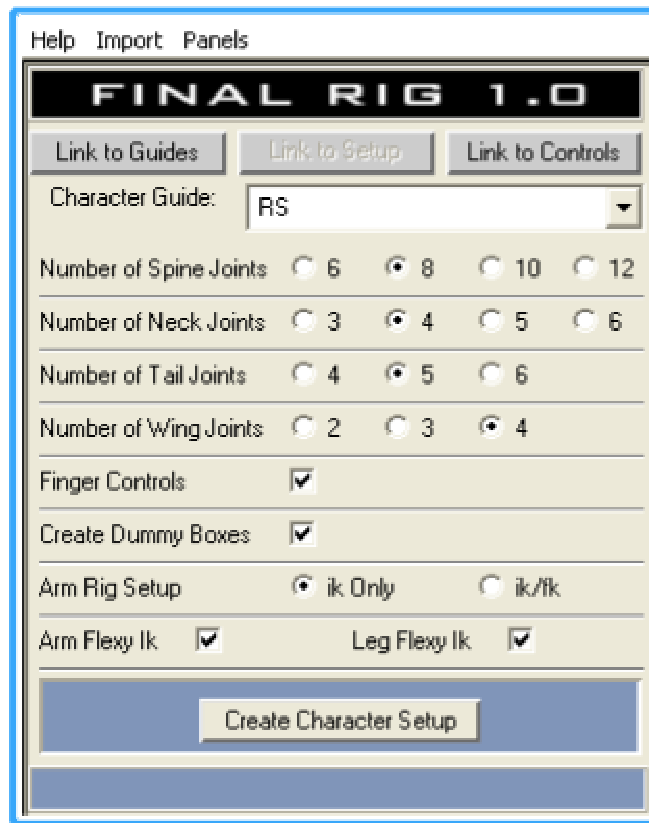 Help Import Panels
FINAL RIG 1.0
Link to Guides Link to Setup Link to Controls
Character Guide: RS
Number of Spine Joints 6 8 10 12
Number of Neck Joints 3 4 5 6
Number of Tail Joints 4 5 6
Number of Wing Joints 2 3 4
Finger Controls
Create Dummy Boxes
Arm Rig Setup ik Only ik/fk
Arm Flexy Ik Leg Flexy Ik
Create Character Setup